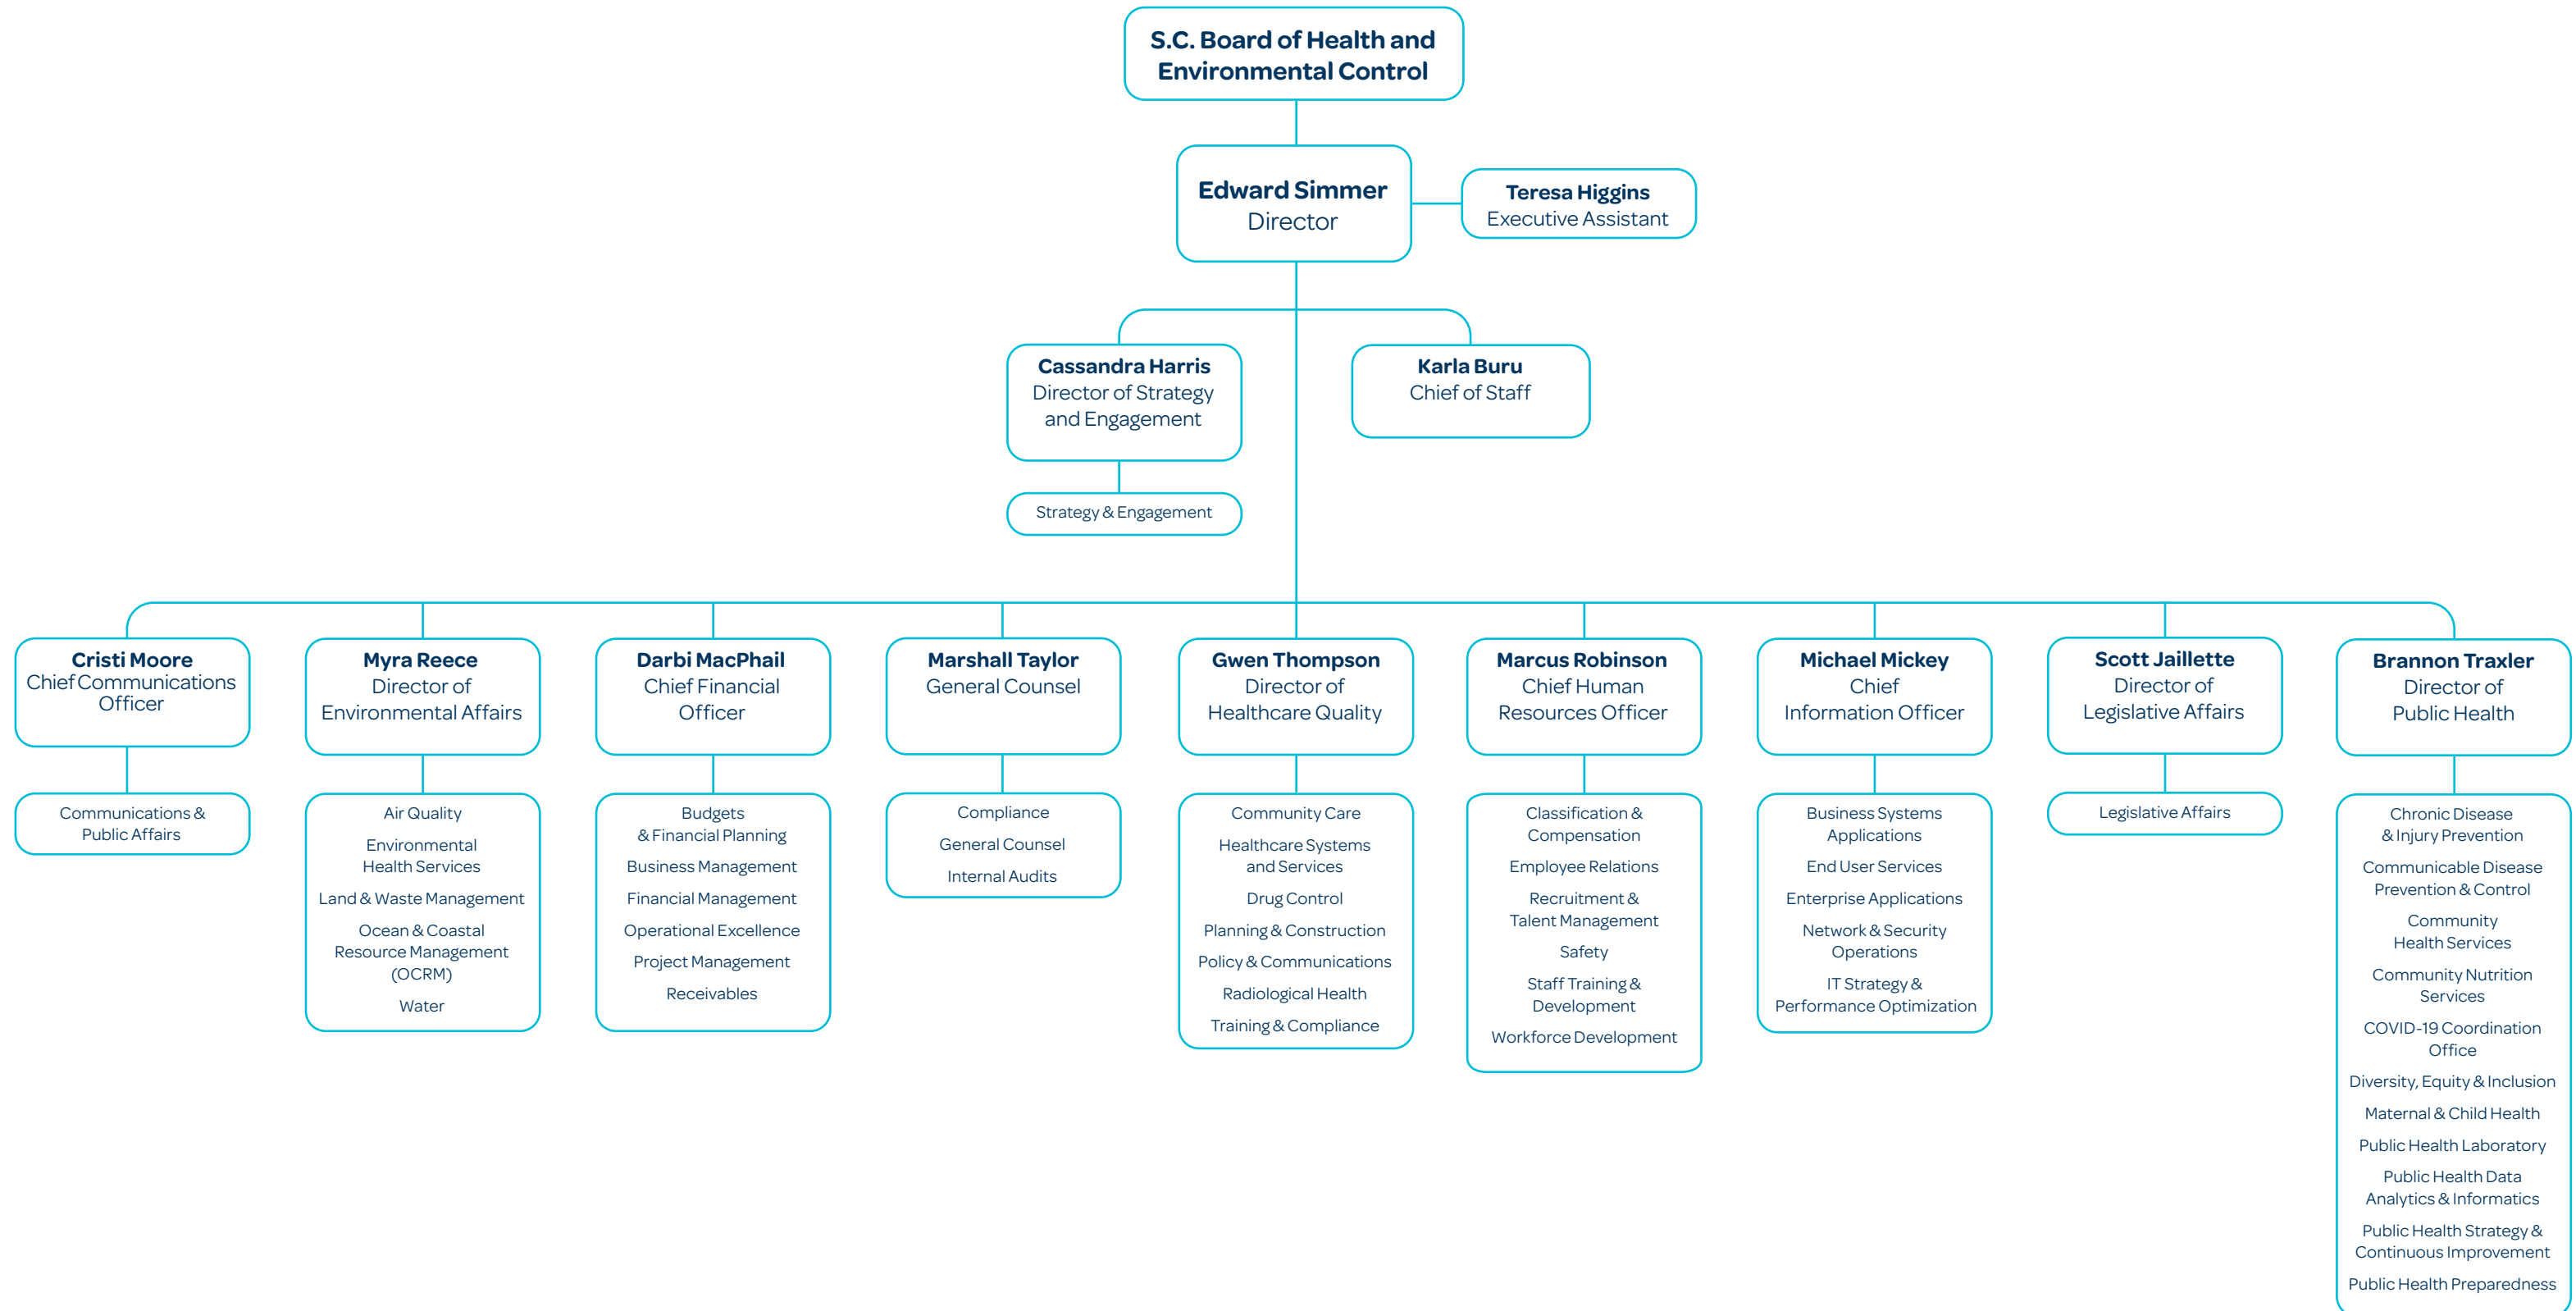 S.C. Board of Health and
Environmental Control
Edward Simmer
Director
Teresa Higgins
Executive Assistant
Cassandra Harris
Director of Strategy
and Engagement
Karla Buru
Chief of Staff
Strategy & Engagement
Cristi Moore
Chief Communications
Officer
Communications &
Public Affairs
Myra Reece
Director of
Environmental Affairs
Air Quality
Environmental
Health Services
Land & Waste Management
Ocean & Coastal
Resource Management
(OCRM)
Water
Darbi MacPhail
Chief Financial
Officer
Budgets
& Financial Planning
Business Management
Financial Management
Operational Excellence
Project Management
Receivables
Marshall Taylor
General Counsel
Compliance
General Counsel
Internal Audits
Gwen Thompson
Director of
Healthcare Quality
Community Care
Healthcare Systems
and Services
Drug Control
Planning & Construction
Policy & Communications
Radiological Health
Training & Compliance
Marcus Robinson
Chief Human
Resources Officer
Classification &
Compensation
Employee Relations
Recruitment &
Talent Management
Safety
Staff Training &
Development
Workforce Development
Michael Mickey
Chief
Information Officer
Business Systems
Applications
End User Services
Enterprise Applications
Network & Security
Operations
IT Strategy &
Performance Optimization
Scott Jaillette
Director of
Legislative Affairs
Legislative Affairs
Brannon Traxler
Director of
Public Health
Chronic Disease
& Injury Prevention
Communicable Disease
Prevention & Control
Community
Health Services
Community Nutrition
Services
COVID-19 Coordination
Office
Diversity, Equity & Inclusion
Maternal & Child Health
Public Health Laboratory
Public Health Data
Analytics & Informatics
Public Health Strategy &
Continuous Improvement
Public Health Preparedness